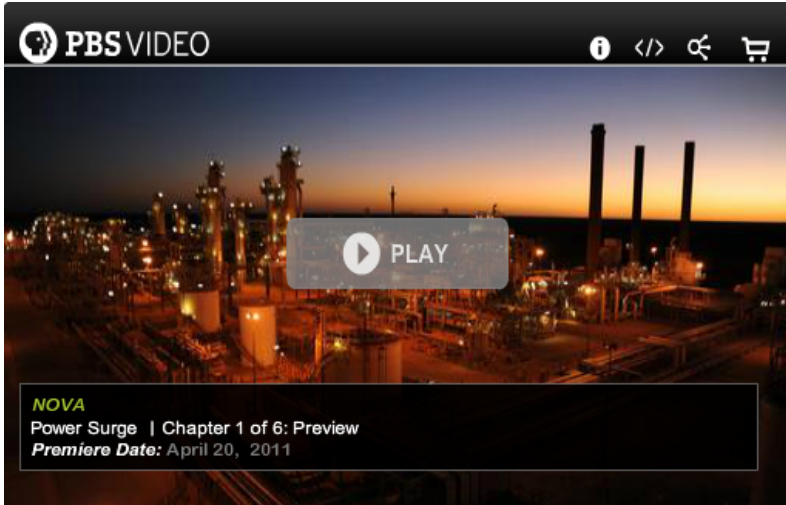 PBS VIDEO
</>
PLAY
NOVA
Power Surge | Chapter 1 of 6: Preview
Premiere Date: April 20, 2011